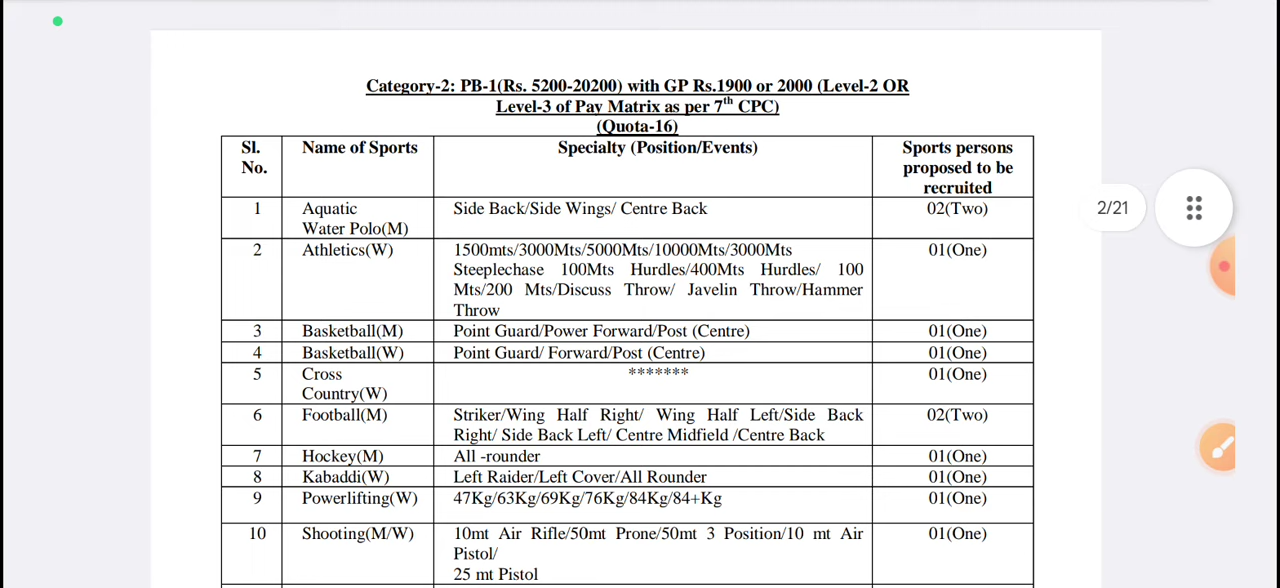 Category-2: PB-1(Rs. 5200-20200) with GP Rs.1900 or 2000 (Level-2 OR
Level-3 of Pay Matrix as per 7th CPC)
(Quota-16)
Sl. No. Name of Sports Specialty (Position/Events) Sports persons proposed to be recruited
1 Aquatic Water Polo(M) Side Back/Side Wings/ Centre Back 02(Two)
2 Athletics(W) 1500mts/3000Mts/5000Mts/10000Mts/3000Mts 01(One)
Steeplechase 100Mts Hurdles/400Mts Hurdles/ 100
Mts/200 Mts/Discuss Throw/ Javelin Throw/Hammer
Throw
3 Basketball(M) Point Guard/Power Forward/Post (Centre) 01(One)
4 Basketball(W) Point Guard/ Forward/Post (Centre) 01(One)
5 Cross Country(W) ******* 01(One)
6 Football(M) Striker/Wing Half Right/ Wing Half Left/Side Back 02(Two)
Right/ Side Back Left/ Centre Midfield /Centre Back
7 Hockey(M) All -rounder 01(One)
8 Kabaddi(W) Left Raider/Left Cover/All Rounder 01(One)
9 Powerlifting(W) 47Kg/63Kg/69Kg/76Kg/84Kg/84+Kg 01(One)
10 Shooting(M/W) 10mt Air Rifle/50mt Prone/50mt 3 Position/10 mt Air 01(One)
Pistol/
25 mt Pistol
2/21